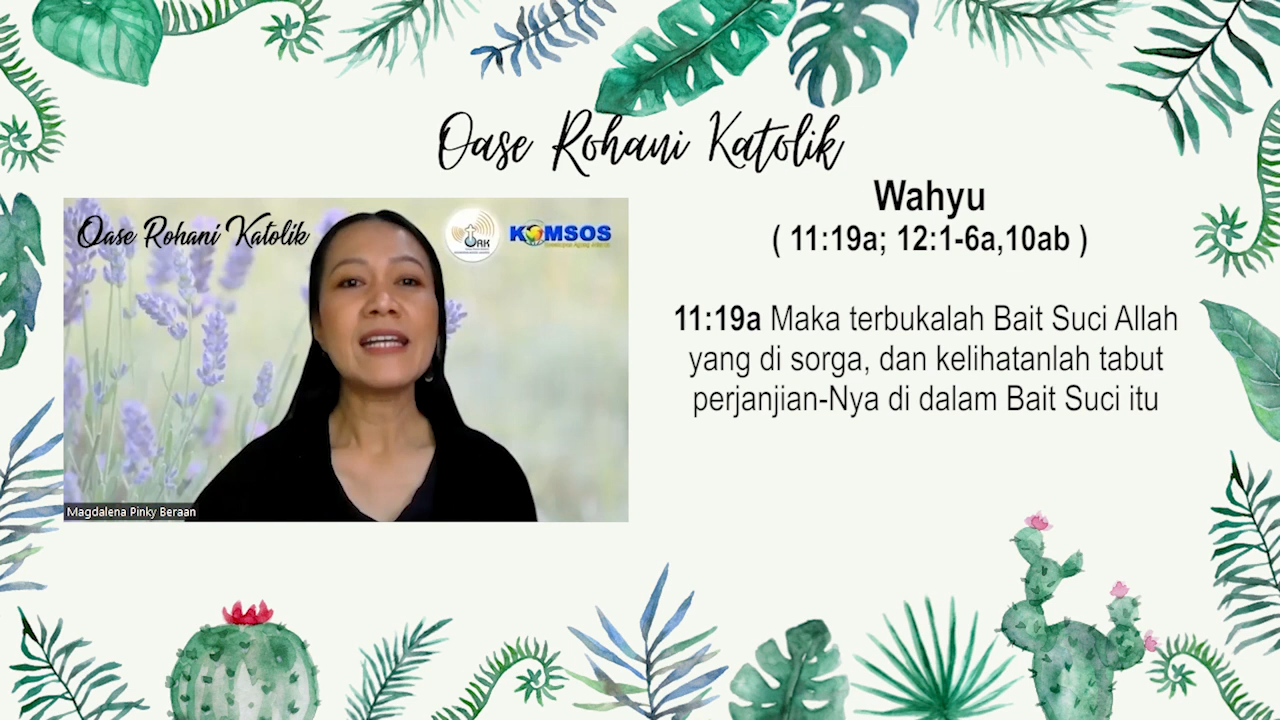 Oase Rohani Katolik
Wahyu
( 11:19a; 12:1-6a,10ab )
11:19a Maka terbukalah Bait Suci Allah
yang di sorga, dan kelihatanlah tabut
perjanjian-Nya di dalam Bait Suci itu
Oase Rohani Katolik
KOMSOS
Magdalena Pinky Beraan